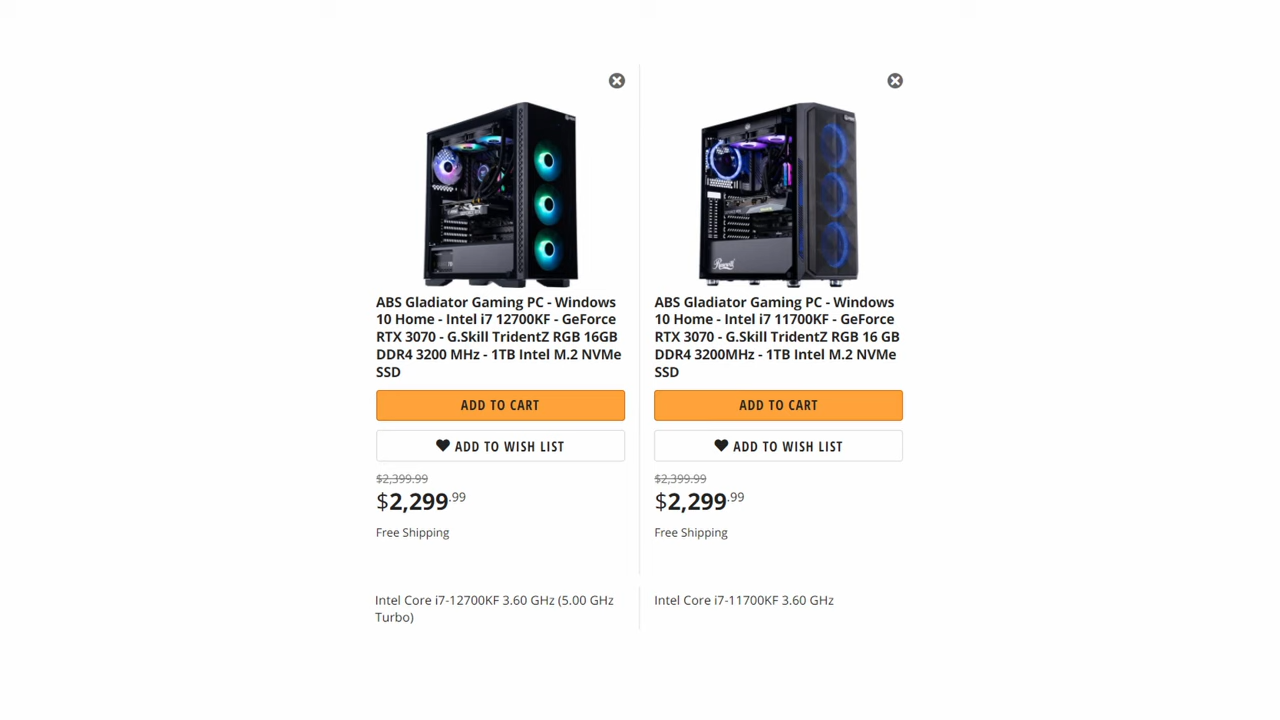 ABS Gladiator Gaming PC - Windows
10 Home - Intel i7 12700KF - GeForce
RTX 3070 - G.Skill TridentZ RGB 16GB
DDR4 3200 MHz - 1TB Intel M.2 NVMe
SSD
ADD TO CART
ADD TO WISH LIST
$2,399.99
$2,299.99
Free Shipping
Intel Core i7-12700KF 3.60 GHz (5.00 GHz
Turbo)
Rosewill
ABS Gladiator Gaming PC - Windows
10 Home - Intel i7 11700KF - GeForce
RTX 3070 - G.Skill TridentZ RGB 16 GB
DDR4 3200MHz - 1TB Intel M.2 NVMe
SSD
ADD TO CART
ADD TO WISH LIST
$2,399.99
$2,299.99
Free Shipping
Intel Core i7-11700KF 3.60 GHz